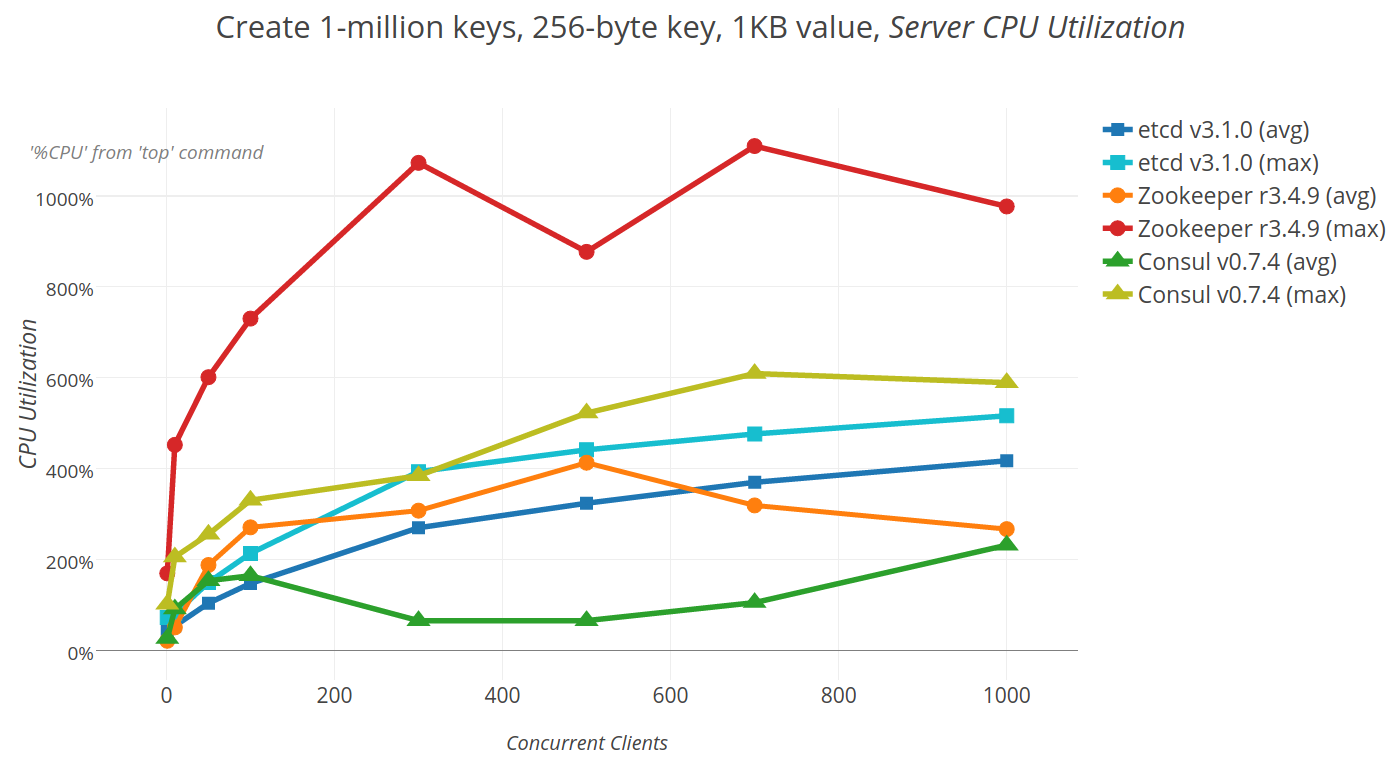 Create 1-million keys, 256-byte key, 1KB value, Server CPU Utilization
'%CPU' from 'top' command
1000%
800%
600%
400%
200%
0%
CPU Utilization
0 200 400 600 800 1000
Concurrent Clients
etcd v3.1.0 (avg)
etcd v3.1.0 (max)
Zookeeper r3.4.9 (avg)
Zookeeper r3.4.9 (max)
Consul v0.7.4 (avg)
Consul v0.7.4 (max)